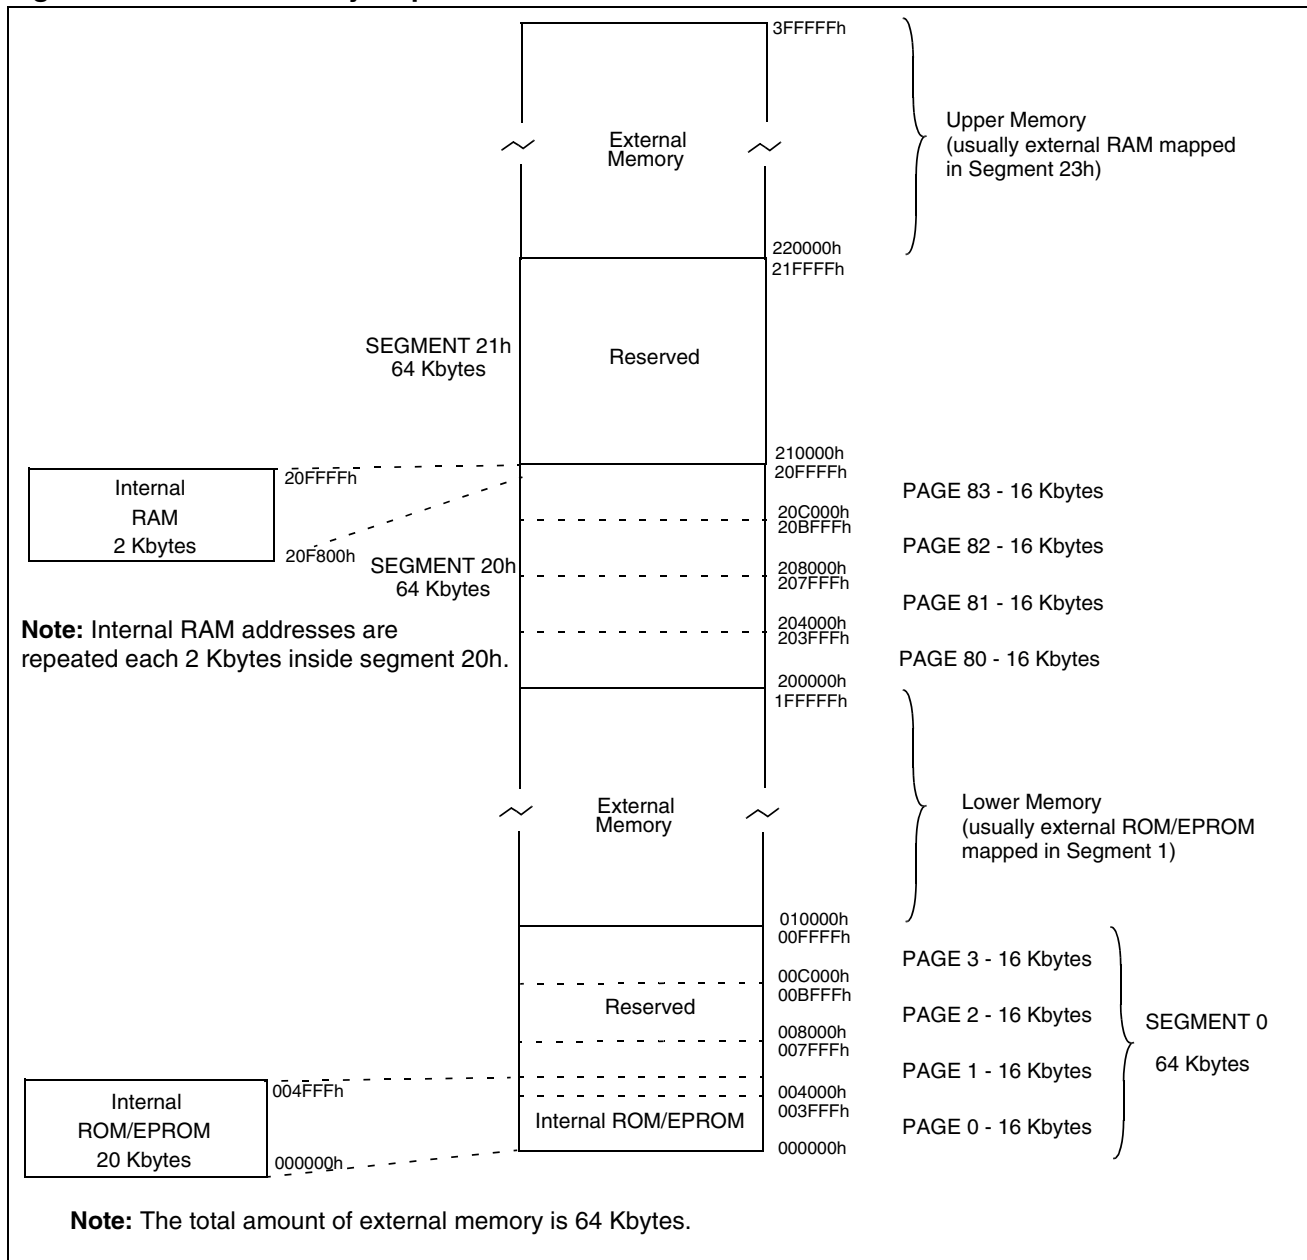 3FFFFFh
External
Memory
Upper Memory
(usually external RAM mapped
in Segment 23h)
220000h
21FFFFh
SEGMENT 21h
64 Kbytes
Reserved
210000h
20FFFFh
Internal
RAM
2 Kbytes
20FFFFh
20F800h
PAGE 83 - 16 Kbytes
20C000h
20BFFFh
PAGE 82 - 16 Kbytes
SEGMENT 20h
64 Kbytes
208000h
207FFFh
PAGE 81 - 16 Kbytes
Note: Internal RAM addresses are
repeated each 2 Kbytes inside segment 20h.
204000h
203FFFh
PAGE 80 - 16 Kbytes
200000h
1FFFFFh
External
Memory
Lower Memory
(usually external ROM/EPROM
mapped in Segment 1)
010000h
00FFFFh
PAGE 3 - 16 Kbytes
00C000h
00BFFFh
Reserved
PAGE 2 - 16 Kbytes
SEGMENT 0
64 Kbytes
008000h
007FFFh
PAGE 1 - 16 Kbytes
004000h
003FFFh
Internal
ROM/EPROM
20 Kbytes
004FFFh
000000h
Internal ROM/EPROM
PAGE 0 - 16 Kbytes
000000h
Note: The total amount of external memory is 64 Kbytes.